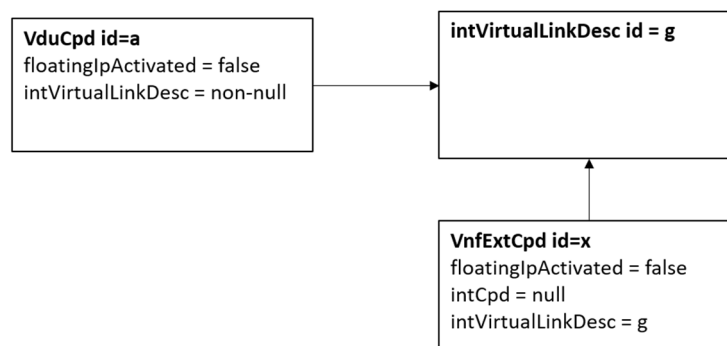 VduCpd id=a
floatingIpActivated = false
intVirtualLinkDesc = non-null
intVirtualLinkDesc id = g
VnfExtCpd id=x
floatingIpActivated = false
intCpd = null
intVirtualLinkDesc = g